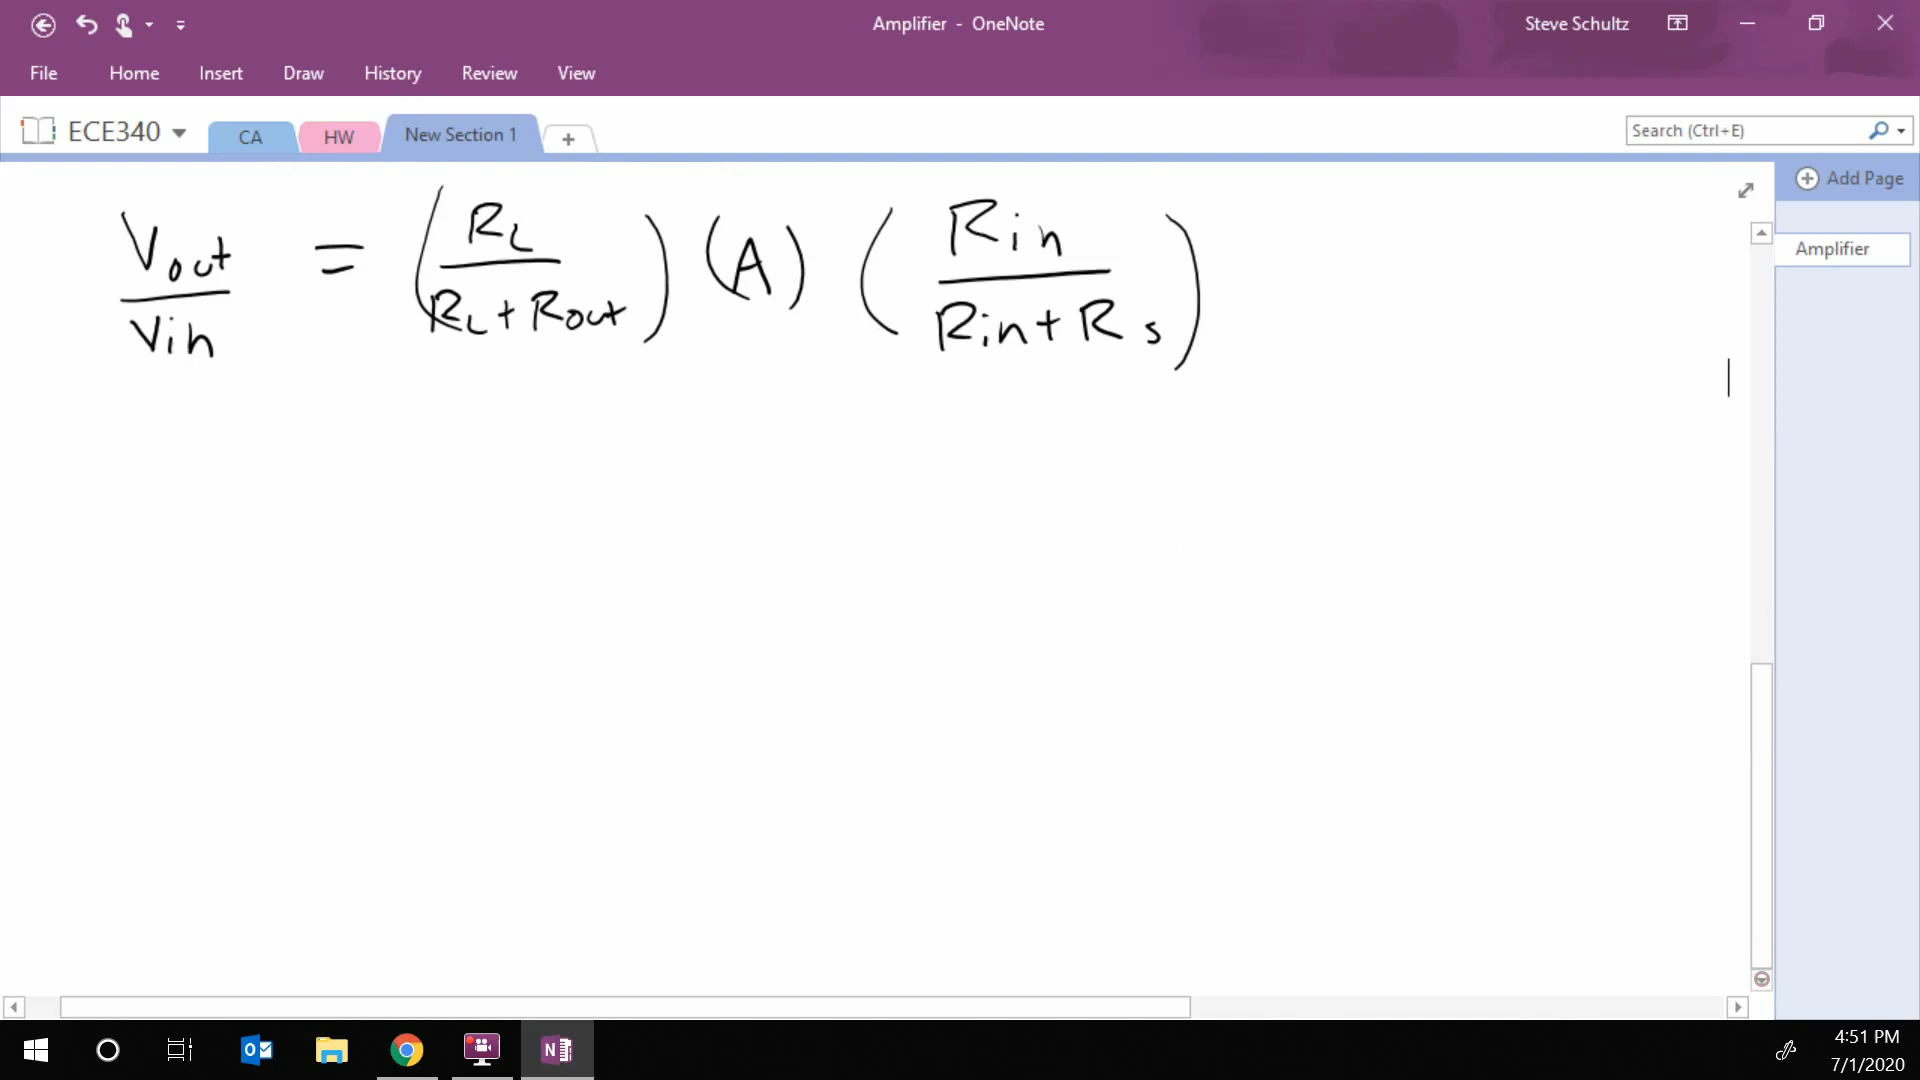 Amplifier - OneNote
Steve Schultz
File Home Insert Draw History Review View
ECE340 CA HW New Section 1 +
Search (Ctrl+E)
Add Page
Amplifier
Vout/Vin = (RL/(RL+Rout)) (A) (Rin/(Rin+Rs))
4:51 PM
7/1/2020